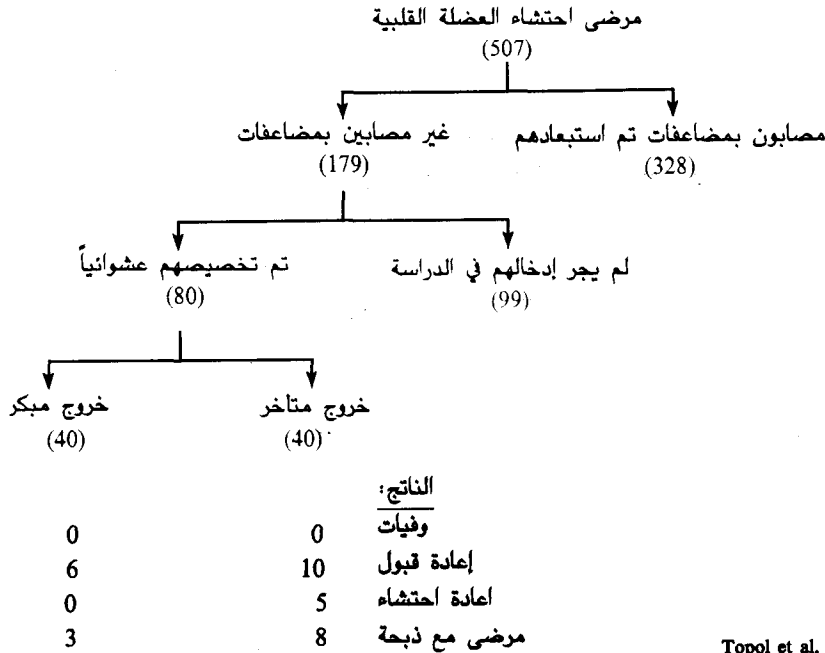 مرضى احتشاء العضلة القلبية
(507)
مصابون بمضاعفات تم استبعادهم غير مصابين بمضاعفات
(328) (179)
لم يجر إدخالهم في الدراسة تم تخصيصهم عشوائياً
(99) (80)
خروج متأخر خروج مبكر
(40) (40)
الناتج:
وفيات 0 0
إعادة قبول 10 6
اعادة احتشاء 5 0
مرضى مع ذبحة 8 3
Topol et al.